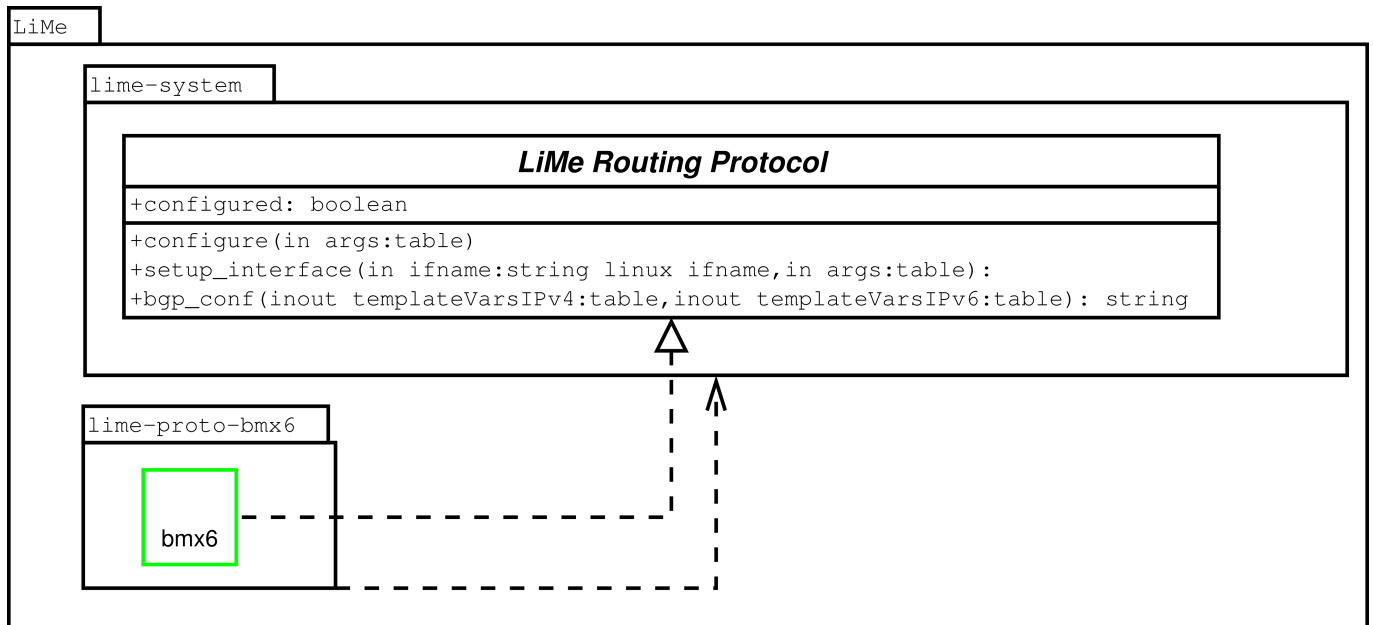 LiMe
lime-system
LiMe Routing Protocol
+configured: boolean
+configure(in args:table)
+setup_interface(in ifname:string linux ifname,in args:table):
+bgp_conf(inout templateVarsIPv4:table,inout templateVarsIPv6:table): string
lime-proto-bmx6
bmx6